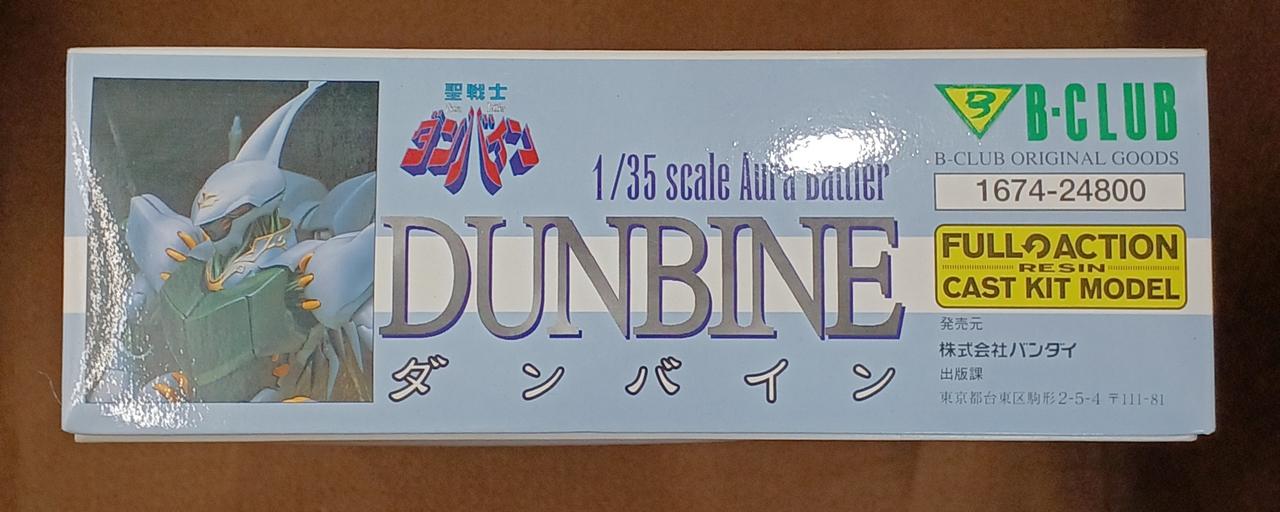 聖戦士
ダンバイン
1/35 scale Aura Battler
DUNBINE
ダンバイン
B
B-CLUB
B-CLUB ORIGINAL GOODS
1674-24800
FULL ACTION
RESIN
CAST KIT MODEL
発売元
株式会社バンダイ
出版課
東京都台東区駒形2-5-4 〒111-81